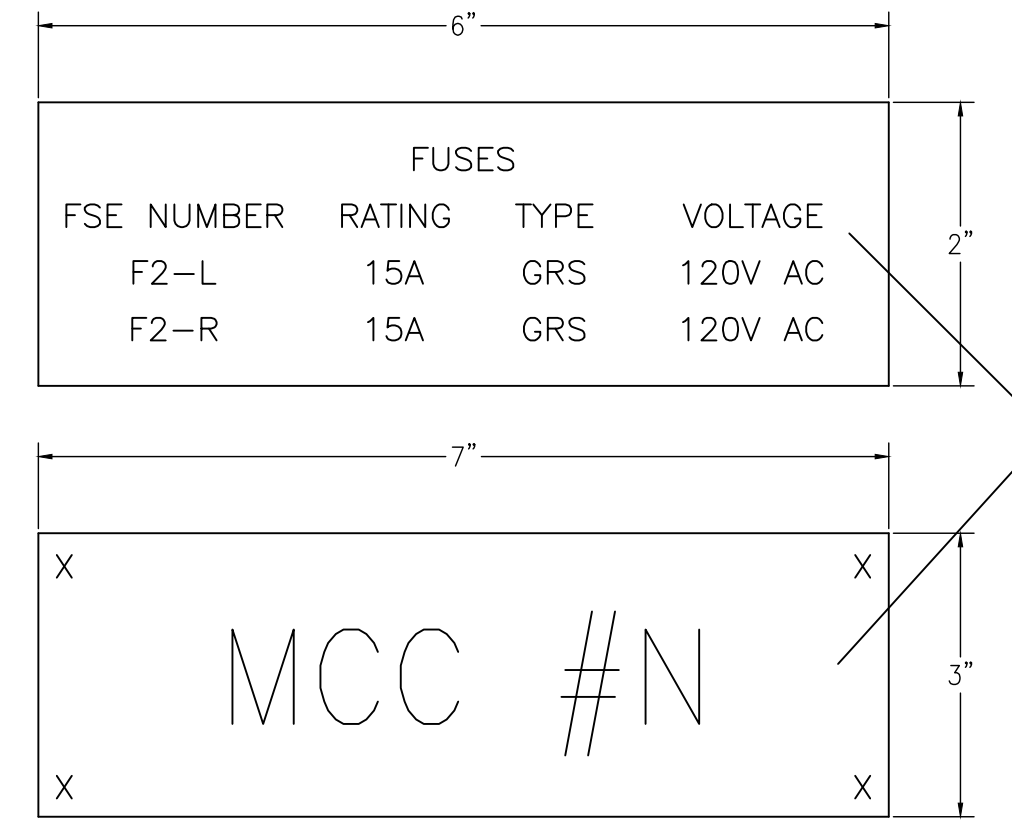 6”
FUSES
FSE NUMBER RATING TYPE VOLTAGE
F2-L 15A GRS 120V AC
F2-R 15A GRS 120V AC
2”
7”
X X
MCC #N
3”
X X